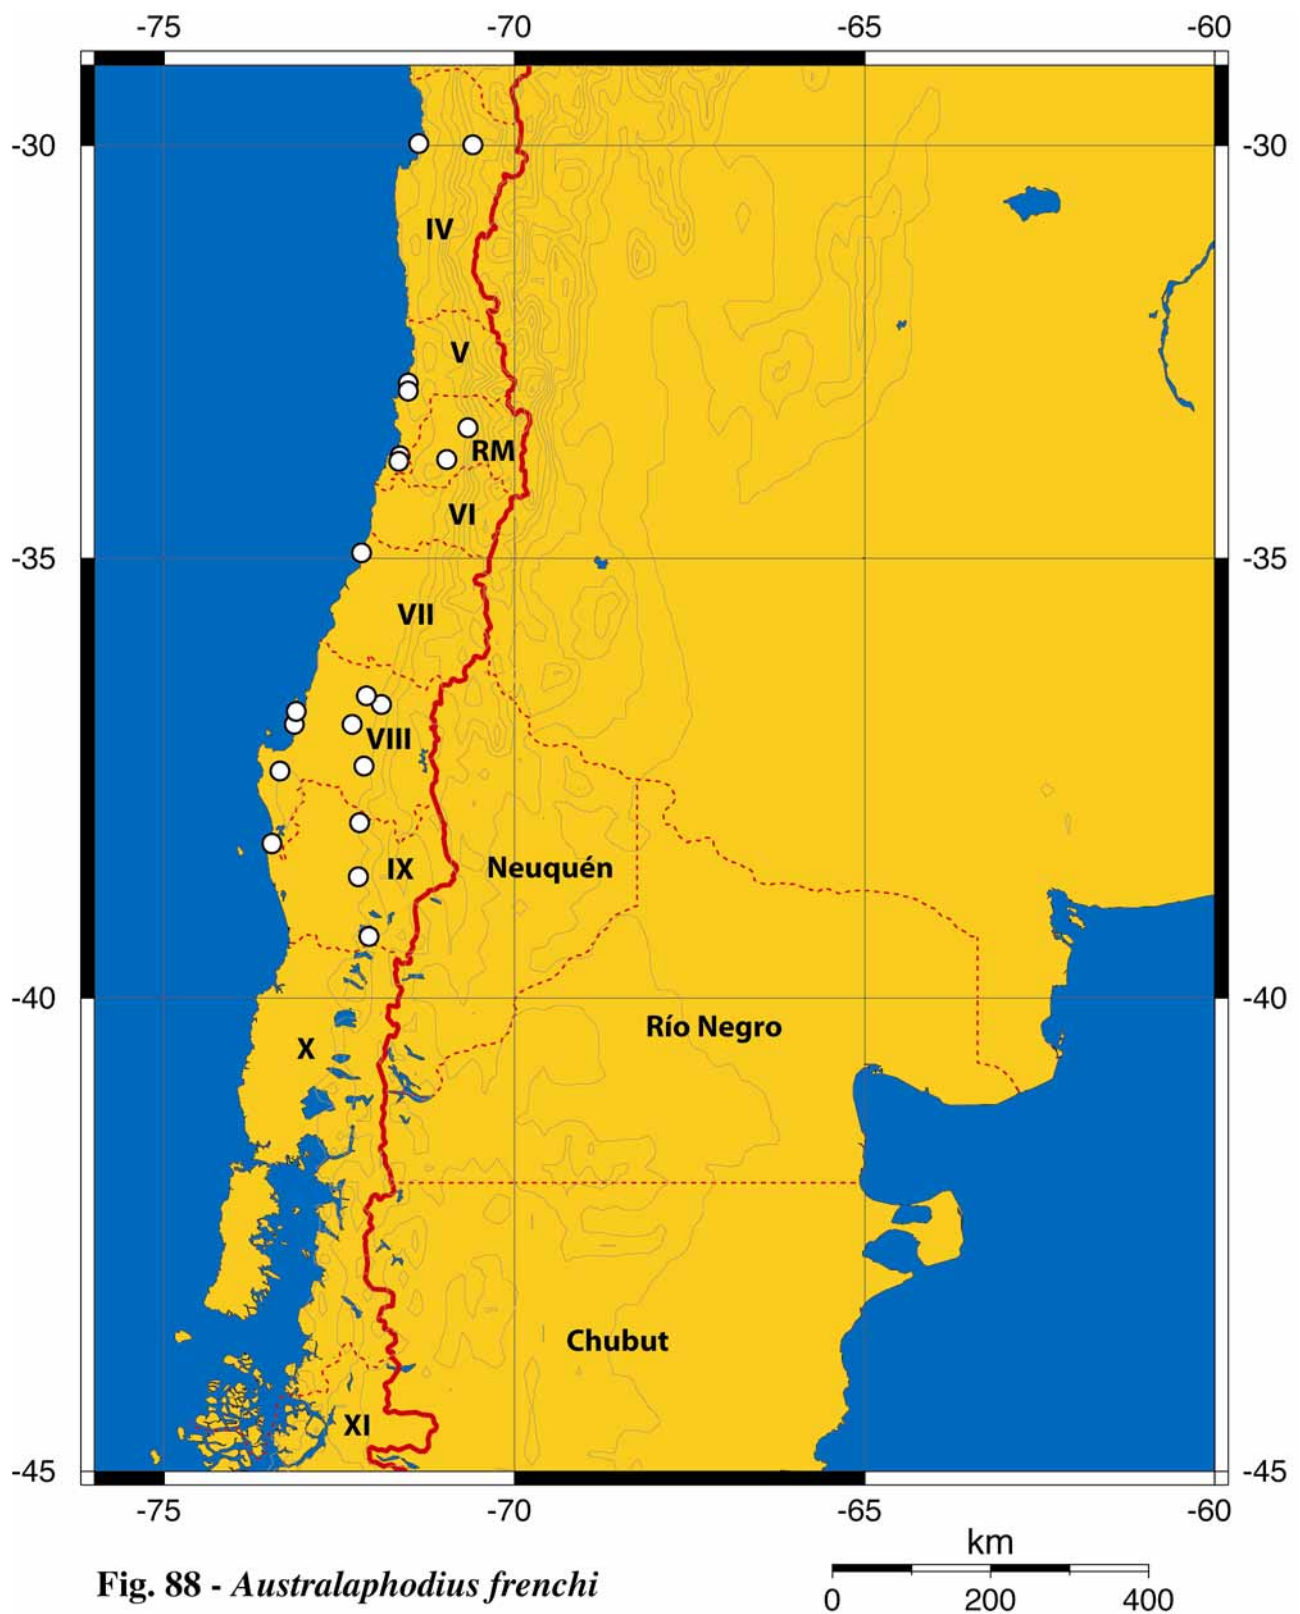 -75 -70 -65 -60
-30 -30
IV
V
RM
VI
-35 -35
VII
VIII
IX Neuquén
-40 -40
Río Negro
X
Chubut
XI
-45 -45
-75 -70 -65 -60
km
Fig. 88 - Australaphodius frenchi
0 200 400